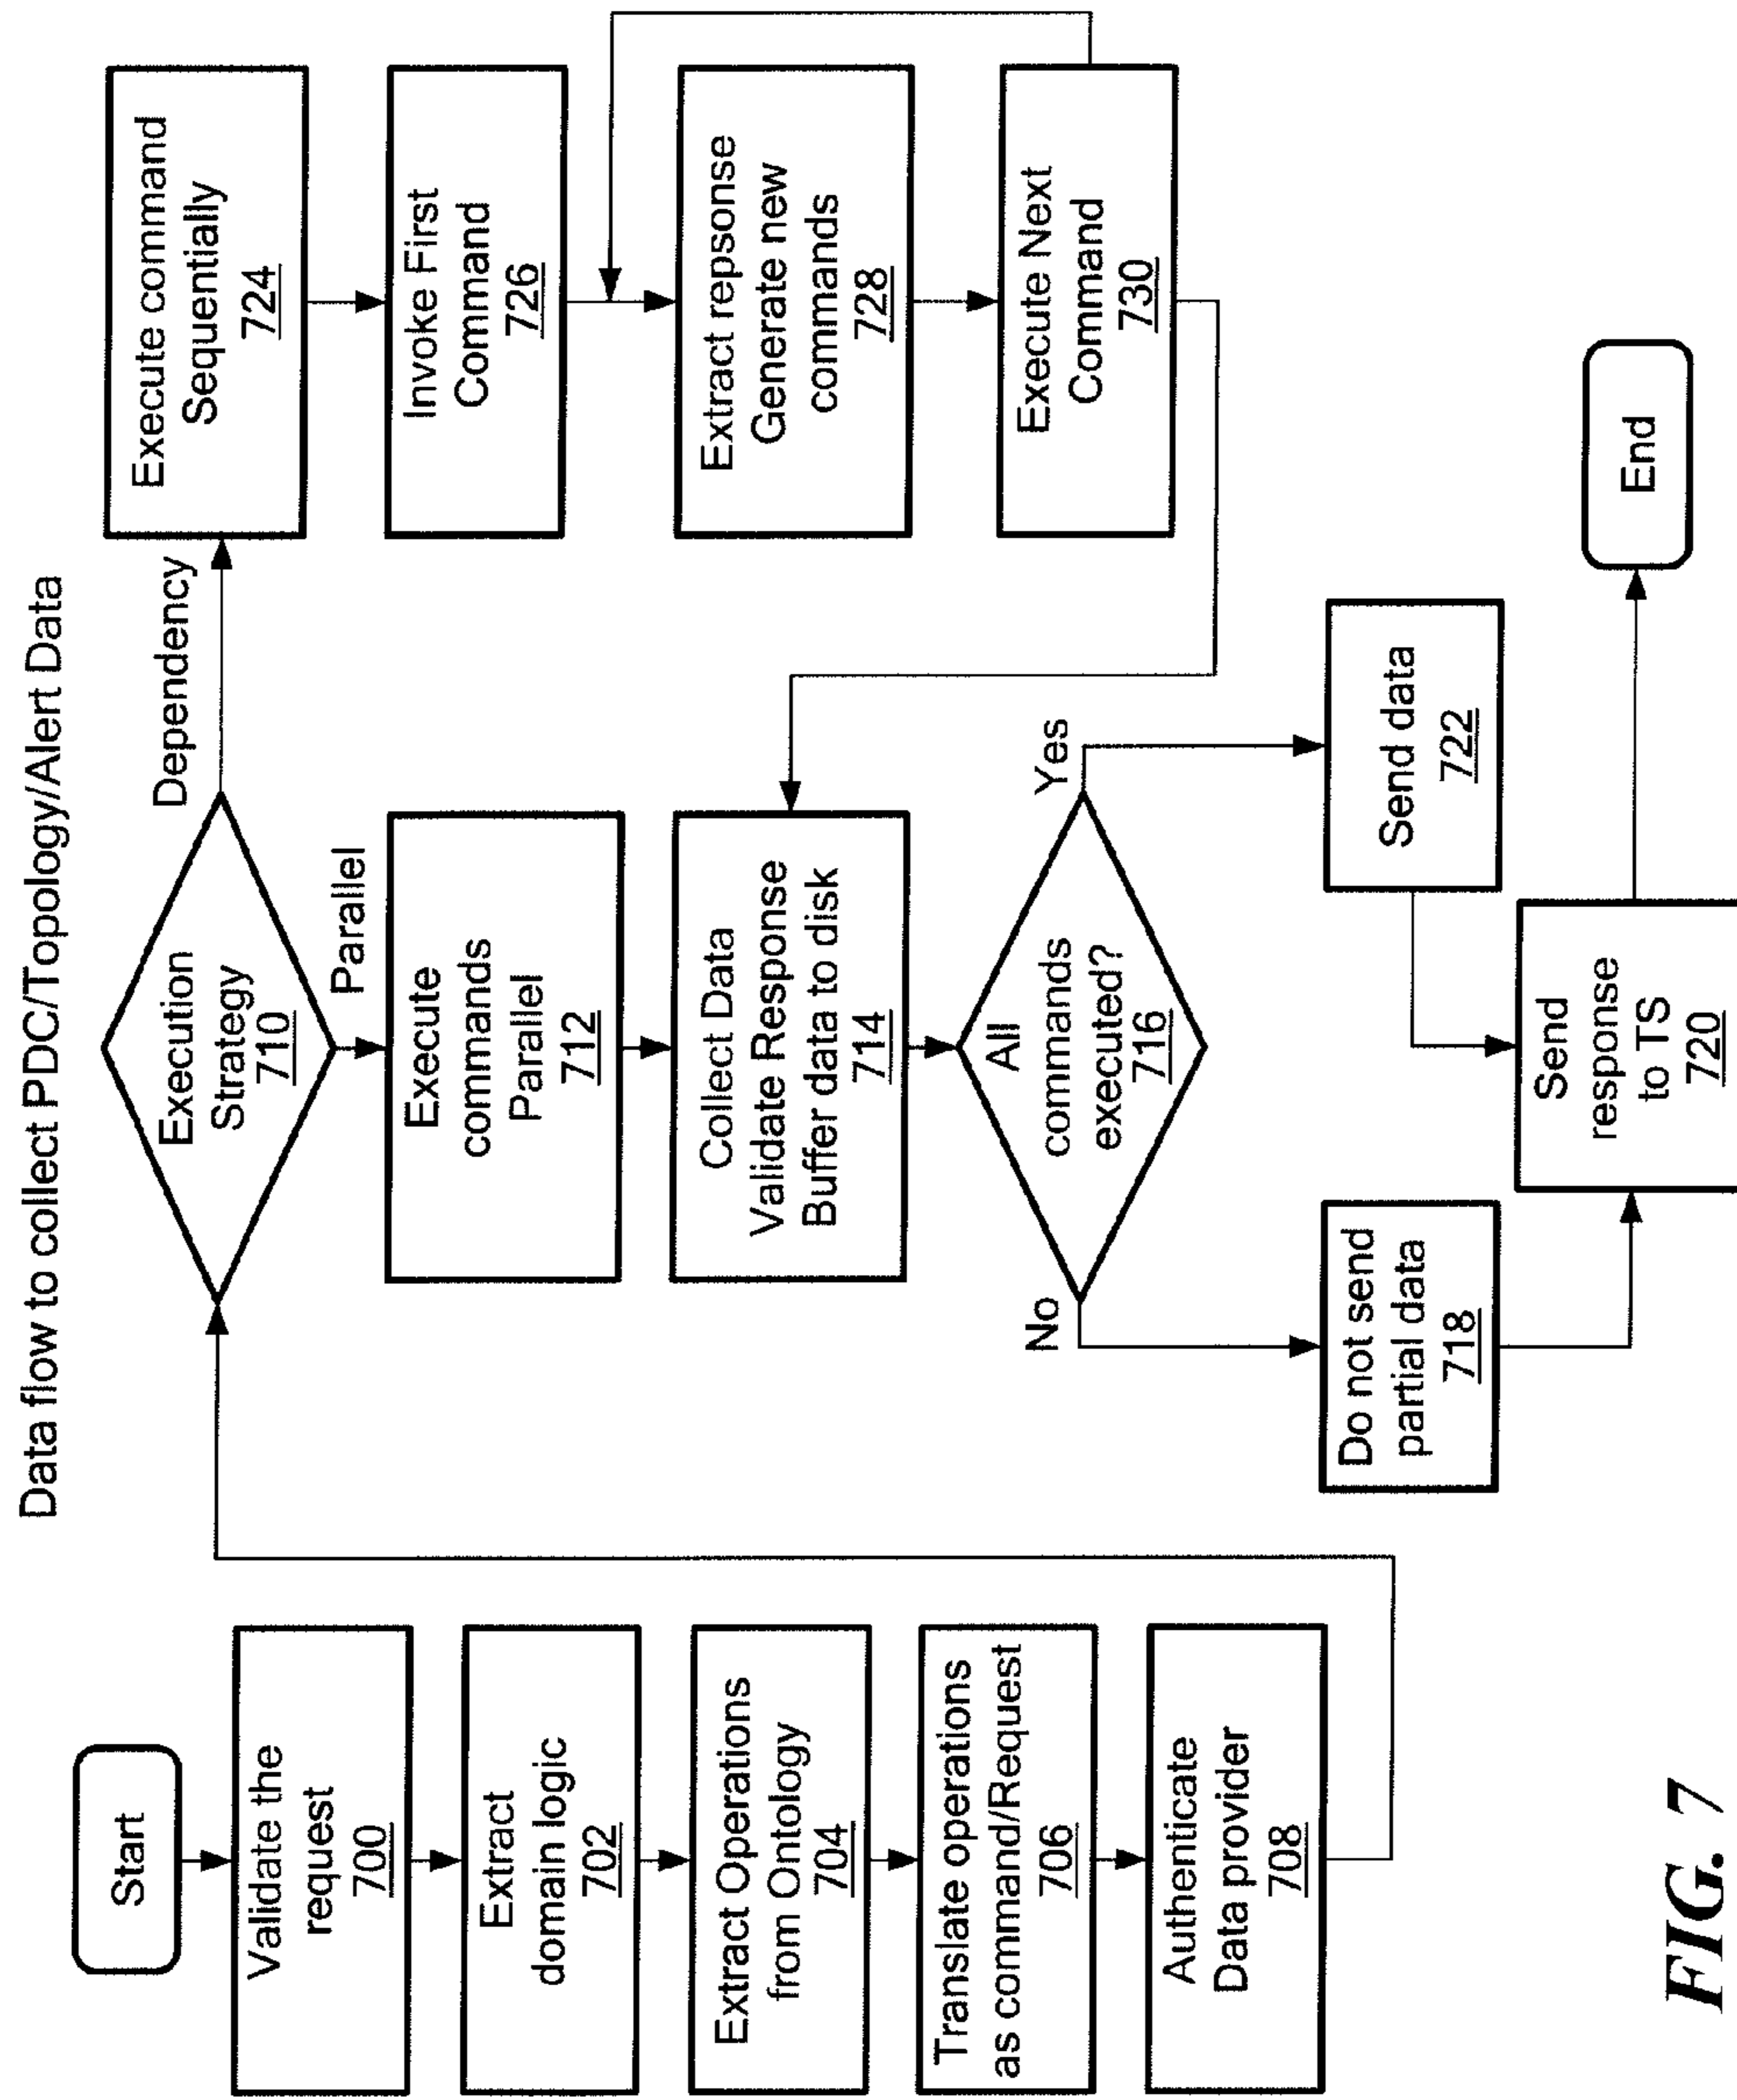 Data flow to collect PDC/Topology/Alert Data
Start
Validate the
request
700
Extract
domain logic
702
Extract Operations
from Ontology
704
Translate operations
as command/Request
706
Authenticate
Data provider
708
Execution
Strategy
710
Dependency
Parallel
Execute
commands
Parallel
712
Collect Data
Validate Response
Buffer data to disk
714
All
commands
executed?
716
No
Yes
Do not send
partial data
718
Send data
722
Send
response
to TS
720
Execute command
Sequentially
724
Invoke First
Command
726
Extract repsonse
Generate new
commands
728
Execute Next
Command
730
End
FIG. 7